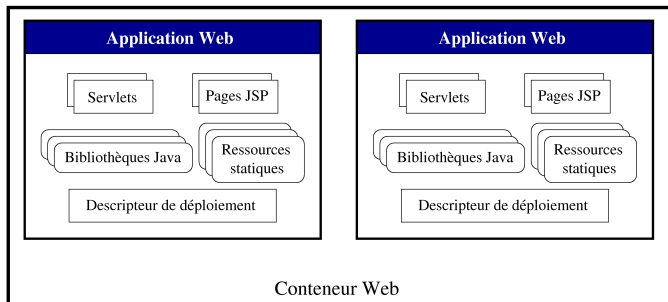 Application Web
Servlets
Pages JSP
Bibliothèques Java
Ressources
statiques
Descripteur de déploiement
Application Web
Servlets
Pages JSP
Bibliothèques Java
Ressources
statiques
Descripteur de déploiement
Conteneur Web